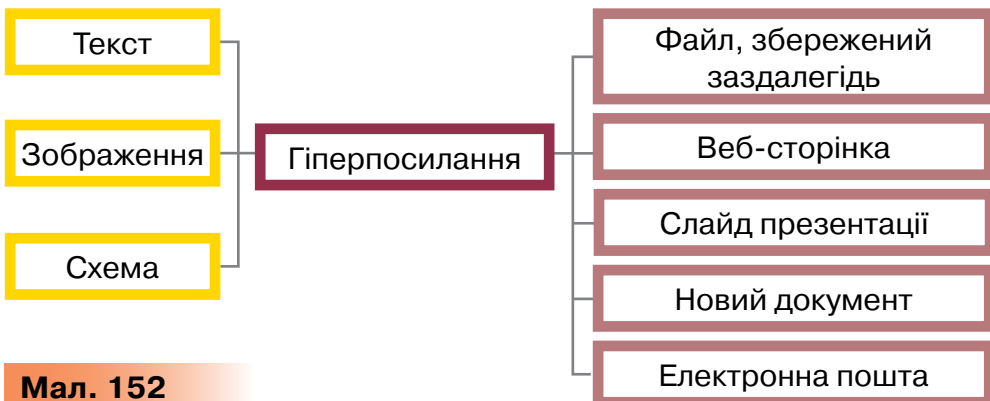 Текст
Зображення
Схема
Гіперпосилання
Файл, збережений
заздалегідь
Веб-сторінка
Слайд презентації
Новий документ
Електронна пошта
Мал. 152